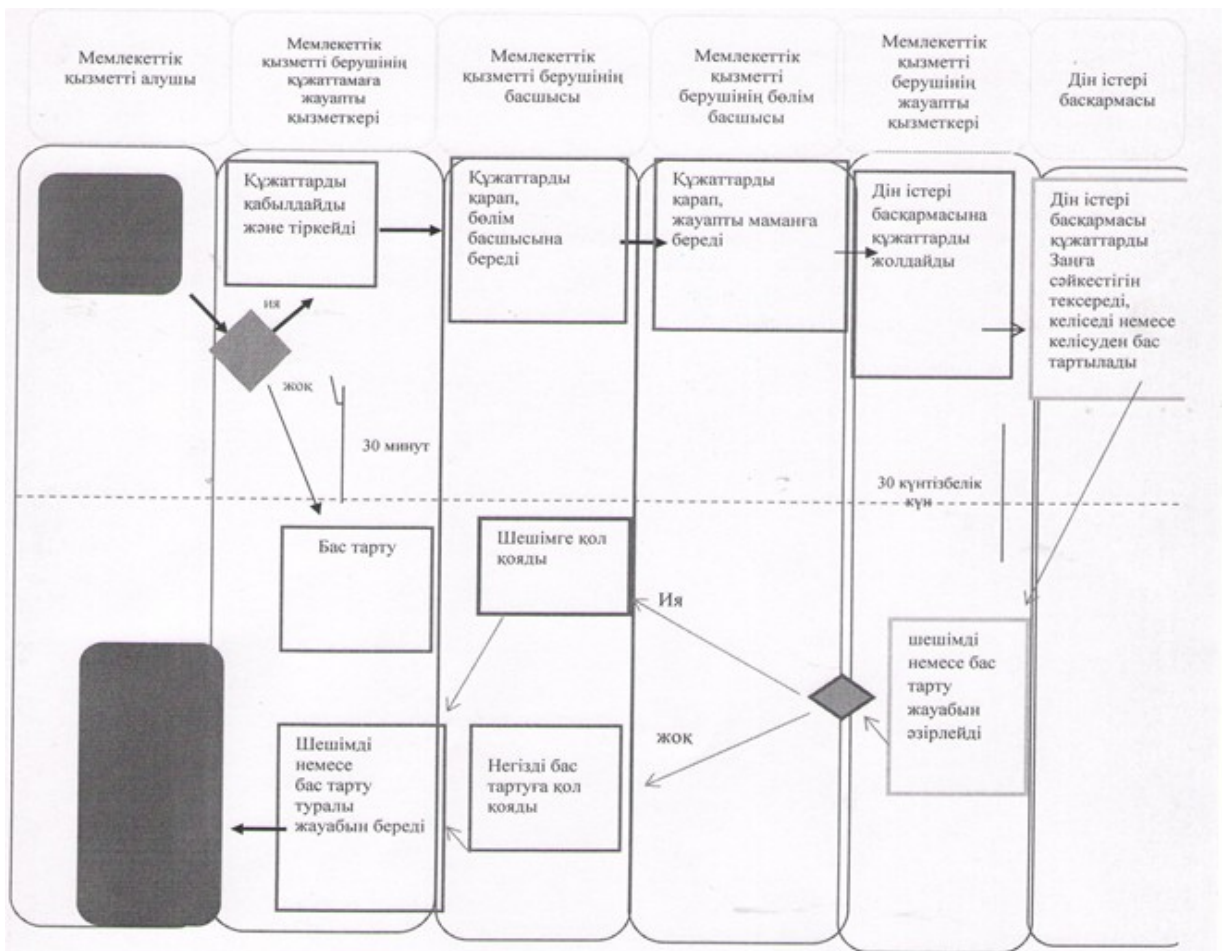 Мемлекеттік
қызметті алушы
Мемлекеттік
қызметті берушінің
құжаттамаға
жауапты
қызметкері
Мемлекеттік
қызметті берушінің
басшысы
Мемлекеттік
қызметті
берушінің бөлім
басшысы
Мемлекеттік
қызметті
берушінің
жауапты
қызметкері
Дін істері
басқармасы
Құжаттарды
қабылдайды
және тіркейді
Құжаттарды
қарап,
бөлім
басшысына
береді
Құжаттарды
қарап,
жауапты маманға
береді
Дін істері
басқармасына
құжаттарды
жолдайды
Дін істері
басқармасы
құжаттарды
Заңға
сәйкестігін
тексереді,
келіседі немесе
келісуден бас
тартылады
ия
жоқ
30 минут
30 күнтізбелік
күн
Бас тарту
Шешімге қол
қояды
Ия
жоқ
шешімді
немесе бас
тарту
жауабын
әзірлейді
Шешімді
немесе
бас тарту
туралы
жауабын береді
Негізді бас
тартуға қол
қояды